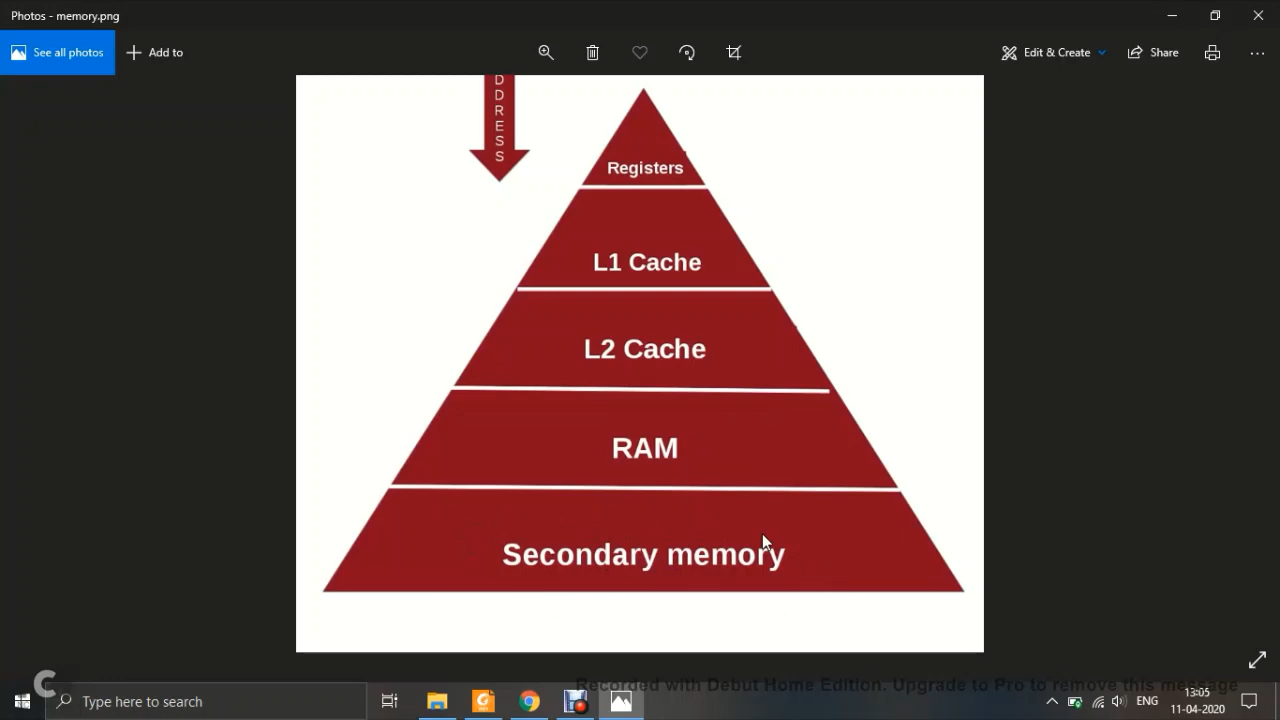 Photos - memory.png
See all photos
Add to
Edit & Create
Share
D
D
R
E
S
S
Registers
L1 Cache
L2 Cache
RAM
Secondary memory
Recorded with Debut Home Edition. Upgrade to Pro to remove this message
Type here to search
ENG
13:05
11-04-2020